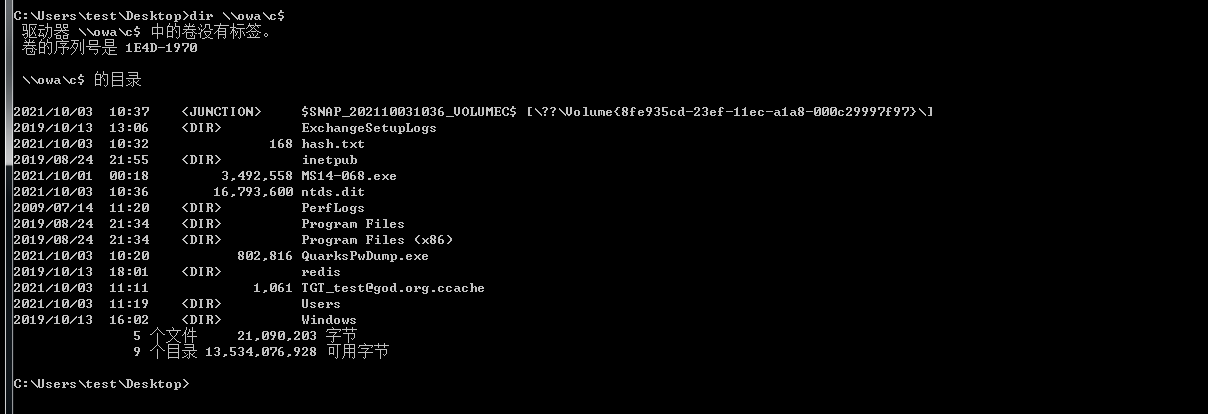 C:\Users\test\Desktop>dir \\owa\c$
驱动器 \\owa\c$ 中的卷没有标签。
卷的序列号是 1E4D-1970
\\owa\c$ 的目录
2021/10/03  10:37    <JUNCTION>     $SNAP_202110031036_VOLUMEC$ [\??\Volume{8fe935cd-23ef-11ec-a1a8-000c29997f97}\]
2019/10/13  13:06    <DIR>          ExchangeSetupLogs
2021/10/03  10:32               168 hash.txt
2019/08/24  21:55    <DIR>          inetpub
2021/10/01  00:18         3,492,558 MS14-068.exe
2021/10/03  10:36        16,793,600 ntds.dit
2009/07/14  11:20    <DIR>          PerfLogs
2019/08/24  21:34    <DIR>          Program Files
2019/08/24  21:34    <DIR>          Program Files (x86)
2021/10/03  10:20           802,816 QuarksPwDump.exe
2019/10/13  18:01    <DIR>          redis
2021/10/03  11:11             1,061 TGT_test@god.org.ccache
2021/10/03  11:19    <DIR>          Users
2019/10/13  16:02    <DIR>          Windows
5 个文件     21,090,203 字节
9 个目录 13,534,076,928 可用字节
C:\Users\test\Desktop>